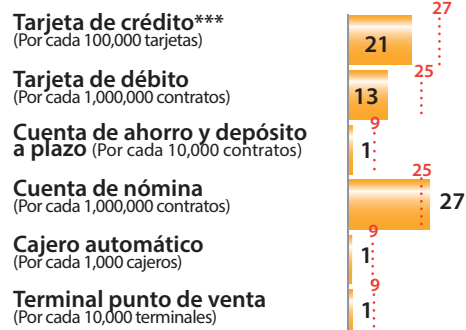 27
Tarjeta de crédito***
(Por cada 100,000 tarjetas)
21
25
Tarjeta de débito
(Por cada 1,000,000 contratos)
13
9
Cuenta de ahorro y depósito
a plazo (Por cada 10,000 contratos)
1
25
Cuenta de nómina
(Por cada 1,000,000 contratos)
27
9
Cajero automático
(Por cada 1,000 cajeros)
1
9
Terminal punto de venta
(Por cada 10,000 terminales)
1